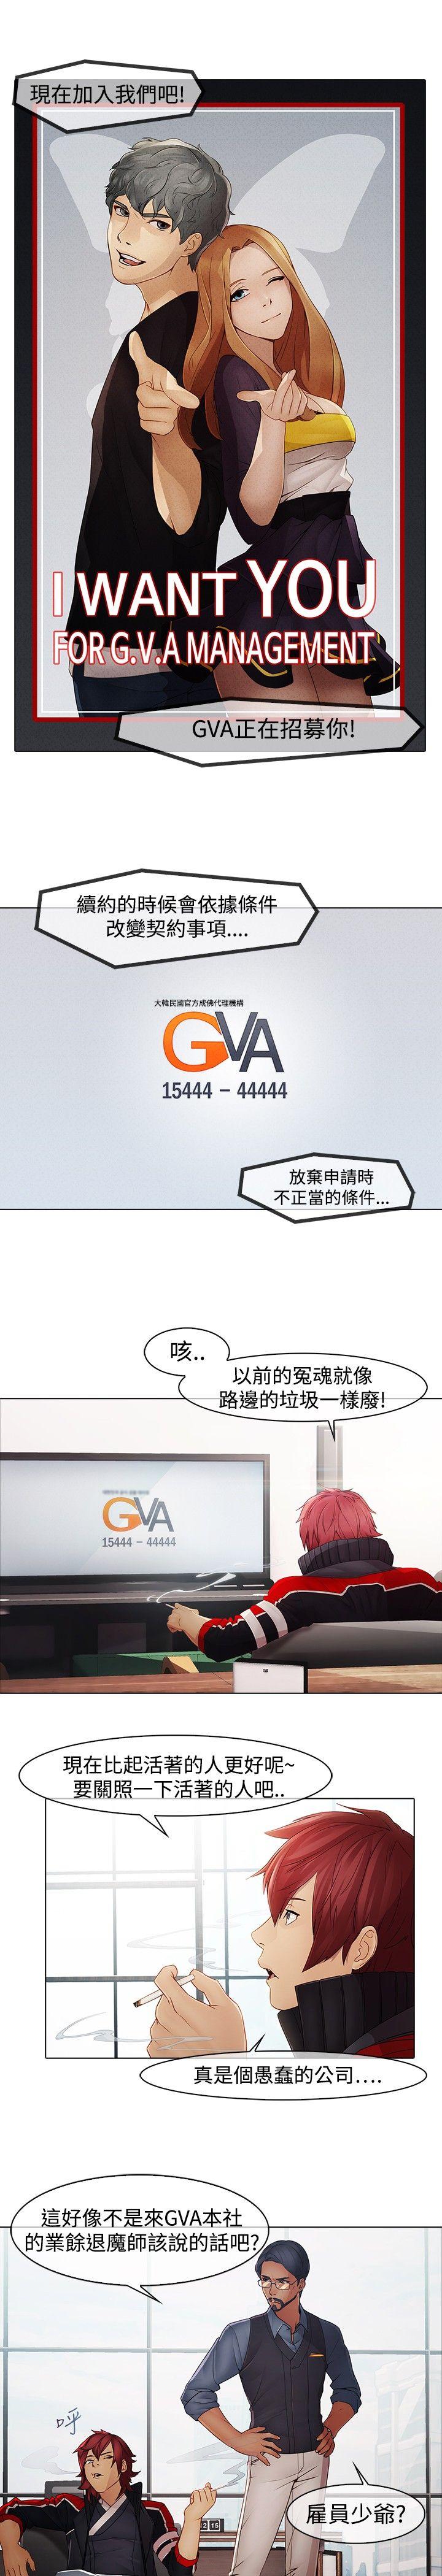 現在加入我們吧!
I WANT YOU
FOR G.V.A MANAGEMENT
GVA正在招募你!
續約的時候會依據條件
改變契約事項....
大韓民國官方成佛代理機構
GVA
15444 - 44444
放棄申請時
不正當的條件...
咳..
以前的冤魂就像
路邊的垃圾一樣廢!
GVA
15444 - 44444
現在比起活著的人更好呢~
要關照一下活著的人吧..
真是個愚蠢的公司....
這好像不是來GVA本社
的業餘退魔師該說的話吧?
呼
雇員少爺?
12 15